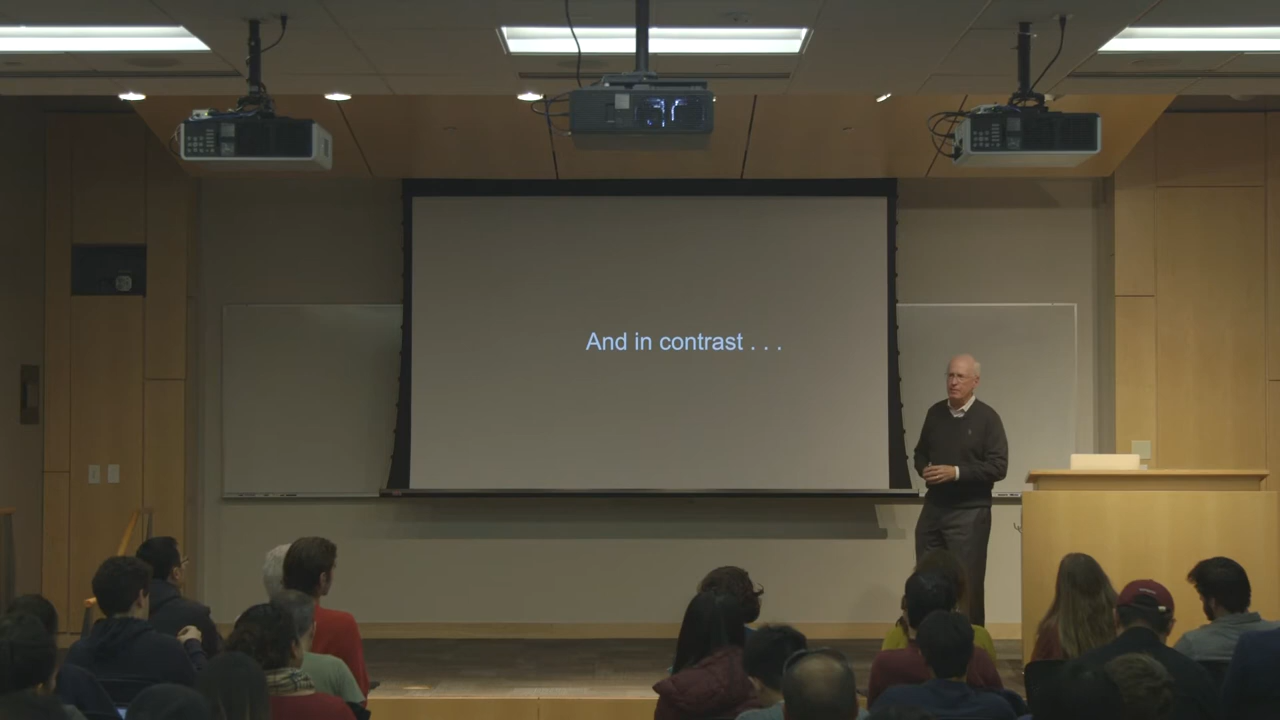 And in contrast . . .